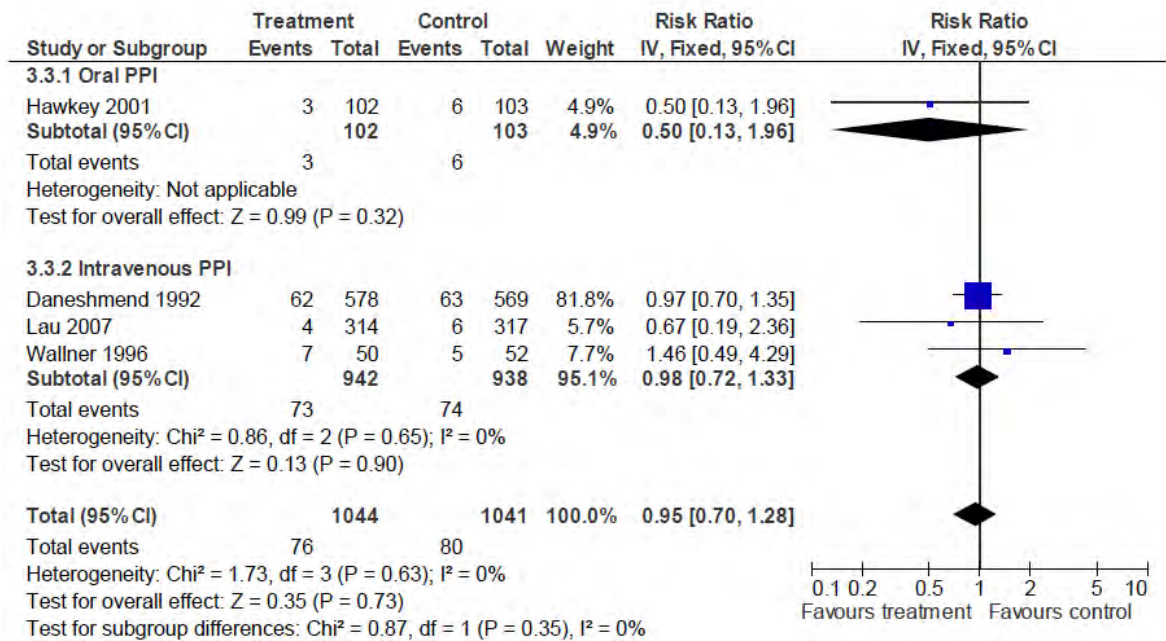 Treatment Control Risk Ratio Risk Ratio
Study or Subgroup Events Total Events Total Weight IV, Fixed, 95% CI IV, Fixed, 95% CI
3.3.1 Oral PPI
Hawkey 2001 3 102 6 103 4.9% 0.50 [0.13, 1.96]
Subtotal (95% CI) 102 103 4.9% 0.50 [0.13, 1.96]
Total events 3 6
Heterogeneity: Not applicable
Test for overall effect: Z = 0.99 (P = 0.32)
3.3.2 Intravenous PPI
Daneshmend 1992 62 578 63 569 81.8% 0.97 [0.70, 1.35]
Lau 2007 4 314 6 317 5.7% 0.67 [0.19, 2.36]
Wallner 1996 7 50 5 52 7.7% 1.46 [0.49, 4.29]
Subtotal (95% CI) 942 938 95.1% 0.98 [0.72, 1.33]
Total events 73 74
Heterogeneity: Chi² = 0.86, df = 2 (P = 0.65); I² = 0%
Test for overall effect: Z = 0.13 (P = 0.90)
Total (95% CI) 1044 1041 100.0% 0.95 [0.70, 1.28]
Total events 76 80
Heterogeneity: Chi² = 1.73, df = 3 (P = 0.63); I² = 0%
Test for overall effect: Z = 0.35 (P = 0.73)
Test for subgroup differences: Chi² = 0.87, df = 1 (P = 0.35), I² = 0%
0.1 0.2 0.5 1 2 5 10
Favours treatment Favours control